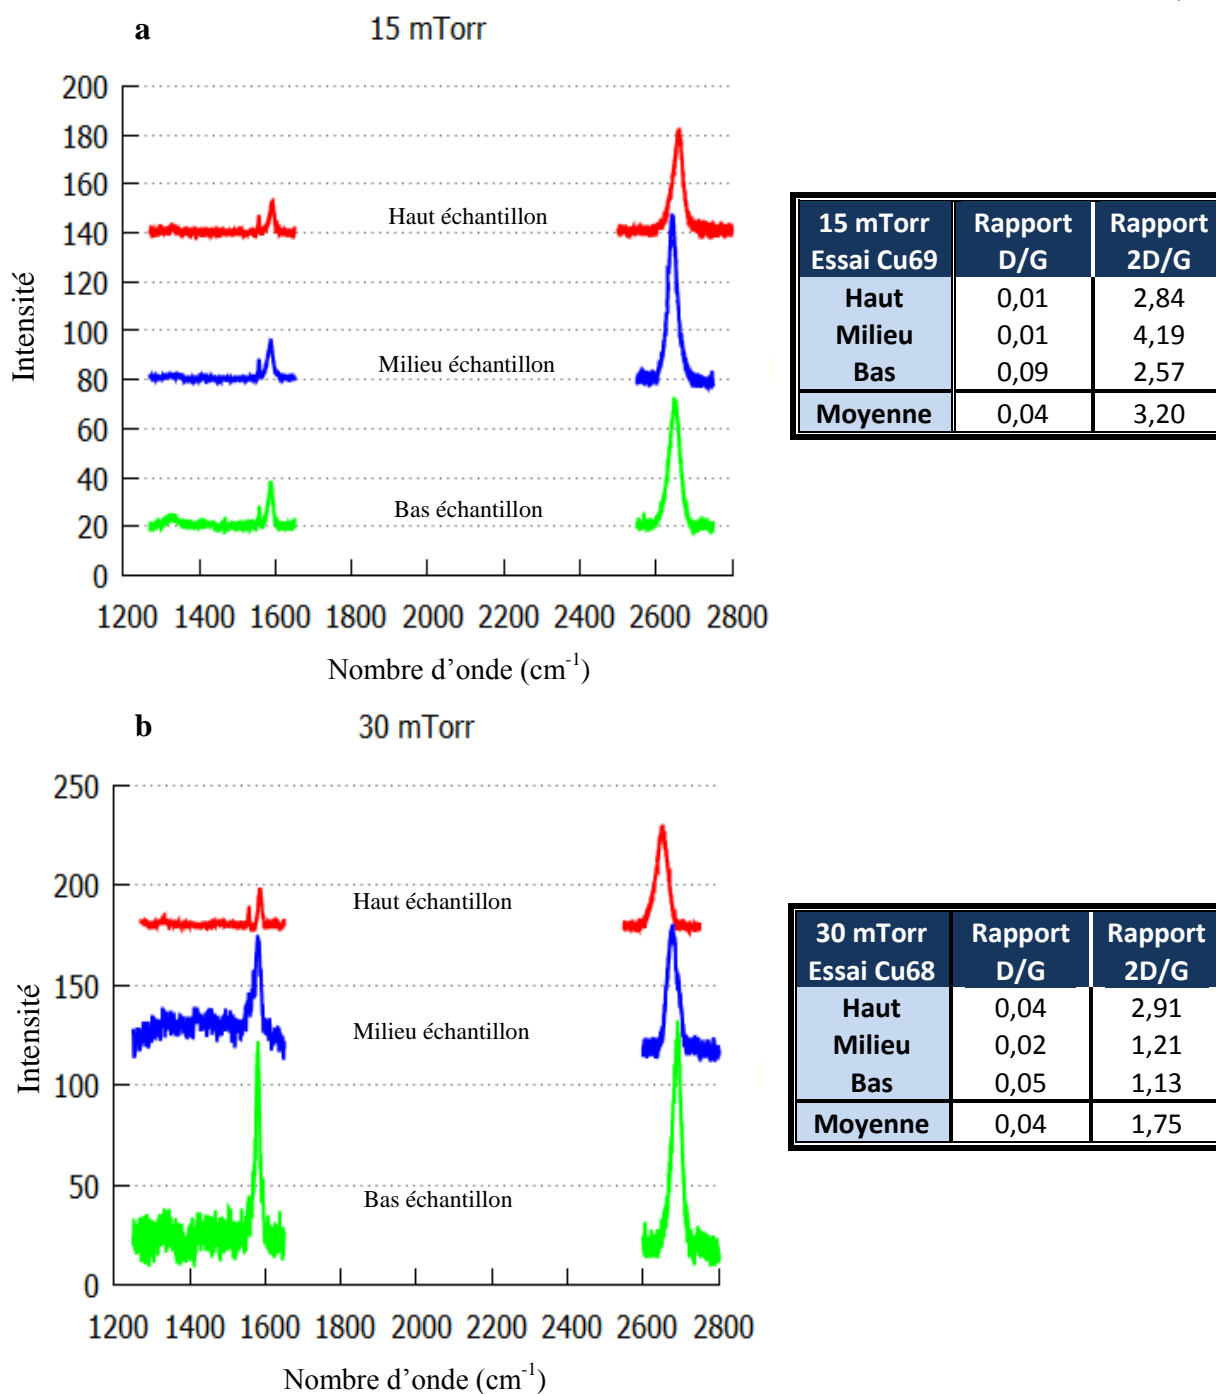 a
15 mTorr
200
180
160
140
120
100
80
60
40
20
0
Intensité
Haut échantillon
Milieu échantillon
Bas échantillon
1200 1400 1600 1800 2000 2200 2400 2600 2800
Nombre d'onde (cm-1)
15 mTorr Rapport Rapport
Essai Cu69 D/G 2D/G
Haut 0,01 2,84
Milieu 0,01 4,19
Bas 0,09 2,57
Moyenne 0,04 3,20
b
30 mTorr
250
200
150
100
50
0
Intensité
Haut échantillon
Milieu échantillon
Bas échantillon
1200 1400 1600 1800 2000 2200 2400 2600 2800
Nombre d'onde (cm-1)
30 mTorr Rapport Rapport
Essai Cu68 D/G 2D/G
Haut 0,04 2,91
Milieu 0,02 1,21
Bas 0,05 1,13
Moyenne 0,04 1,75